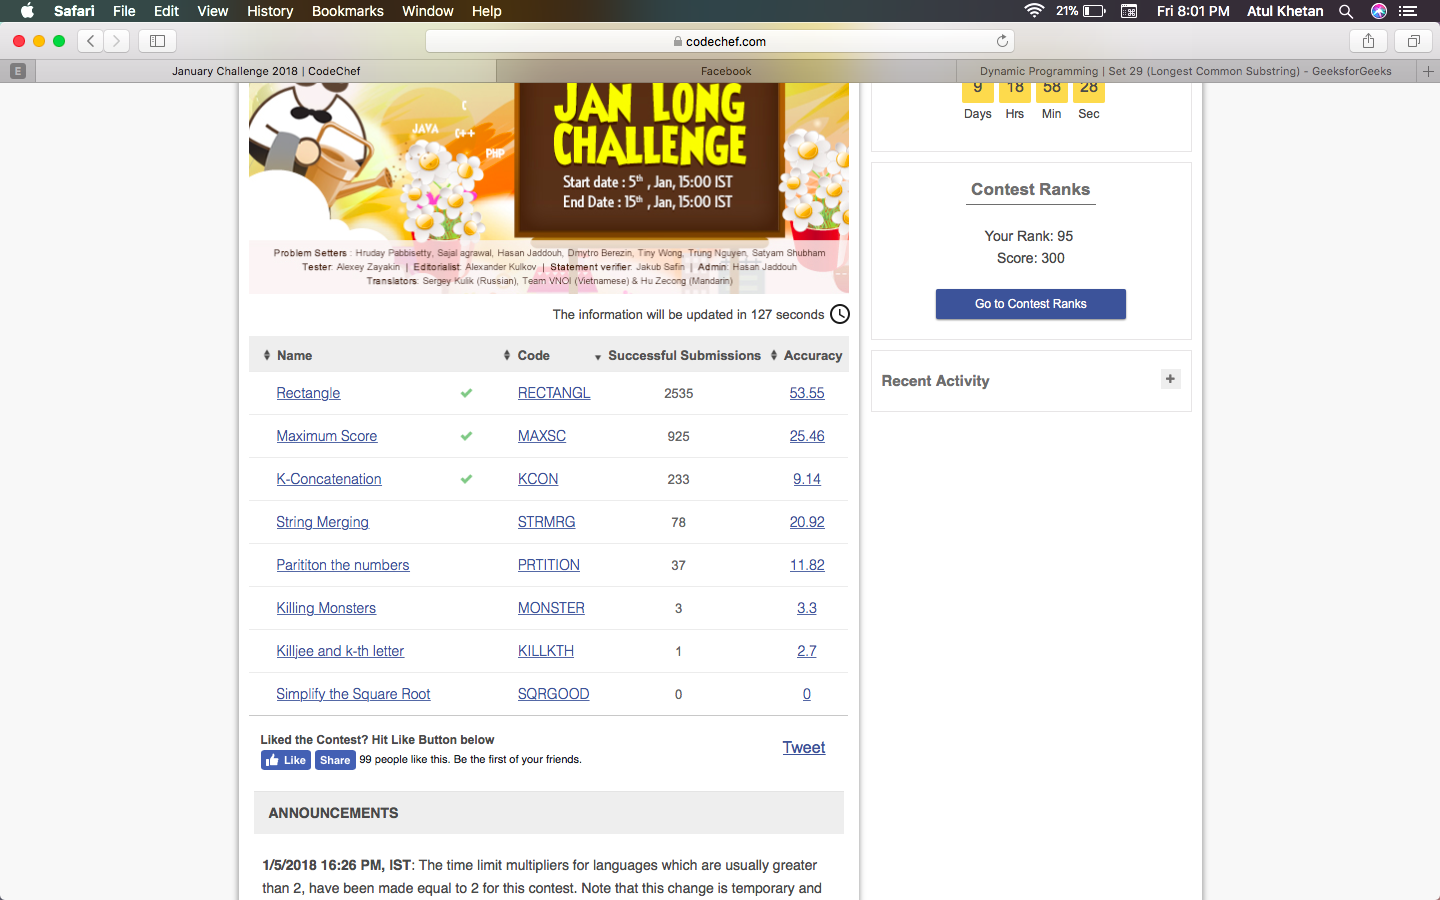 Safari File Edit View History Bookmarks Window Help 21% Fri 8:01 PM Atul Khetan
codechef.com
E January Challenge 2018 | CodeChef Facebook Dynamic Programming | Set 29 (Longest Common Substring) - GeeksforGeeks
JAVA C C++ PHP
JAN LONG
CHALLENGE
Start date : 5th , Jan, 15:00 IST
End Date : 15th , Jan, 15:00 IST
Problem Setters : Hruday Pabbisetty, Sajal agrawal, Hasan Jaddouh, Dmytro Berezin, Tiny Wong, Trung Nguyen, Satyam Shubham
Tester: Alexey Zayakin | Editorialist: Alexander Kulkov | Statement verifier: Jakub Safin | Admin: Hasan Jaddouh
Translators: Sergey Kulik (Russian), Team VNOI (Vietnamese) & Hu Zecong (Mandarin)
The information will be updated in 127 seconds
Name Code Successful Submissions Accuracy
Rectangle RECTANGL 2535 53.55
Maximum Score MAXSC 925 25.46
K-Concatenation KCON 233 9.14
String Merging STRMRG 78 20.92
Parititon the numbers PRTITION 37 11.82
Killing Monsters MONSTER 3 3.3
Killjee and k-th letter KILLKTH 1 2.7
Simplify the Square Root SQRGOOD 0 0
Liked the Contest? Hit Like Button below
Like Share 99 people like this. Be the first of your friends.
Tweet
ANNOUNCEMENTS
1/5/2018 16:26 PM, IST: The time limit multipliers for languages which are usually greater
than 2, have been made equal to 2 for this contest. Note that this change is temporary and
9 18 58 28
Days Hrs Min Sec
Contest Ranks
Your Rank: 95
Score: 300
Go to Contest Ranks
Recent Activity +